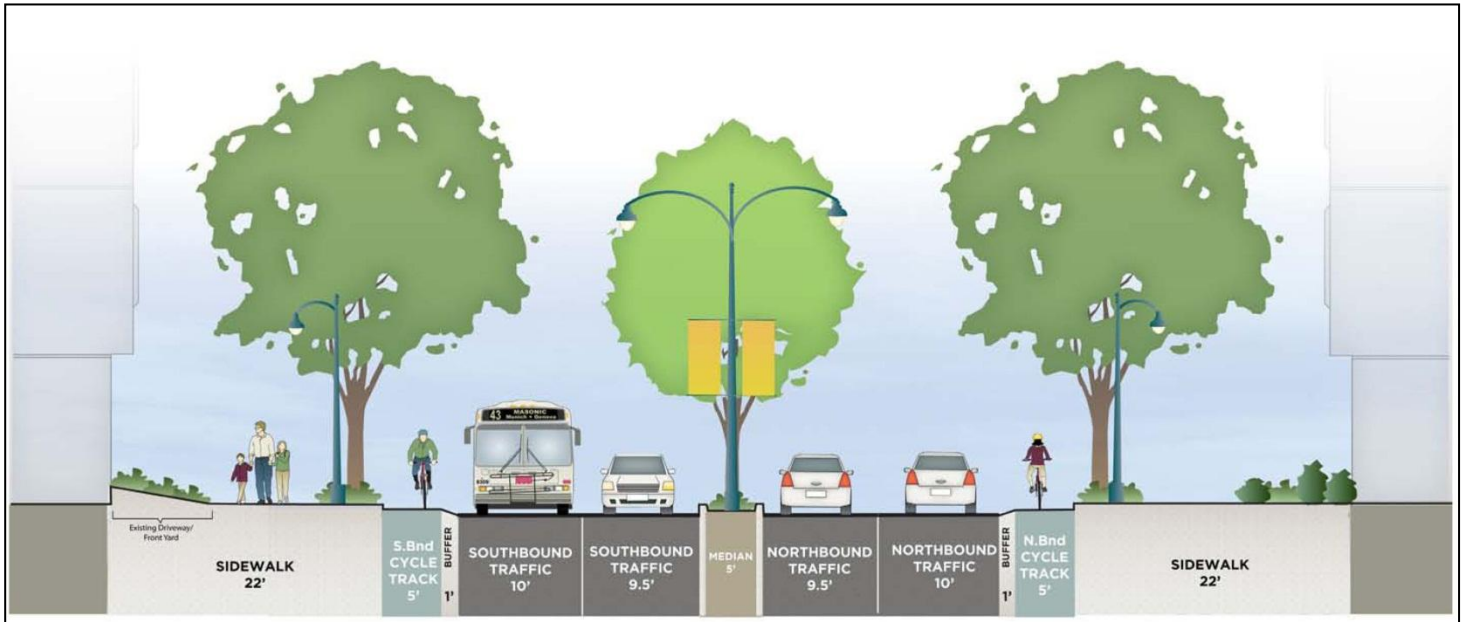 43 MASONIC
Munich • Geneva
Existing Driveway/
Front Yard
SIDEWALK
22'
S.Bnd
CYCLE
TRACK
5'
BUFFER
1'
SOUTHBOUND
TRAFFIC
10'
SOUTHBOUND
TRAFFIC
9.5'
MEDIAN
5'
NORTHBOUND
TRAFFIC
9.5'
NORTHBOUND
TRAFFIC
10'
BUFFER
1'
N.Bnd
CYCLE
TRACK
5'
SIDEWALK
22'